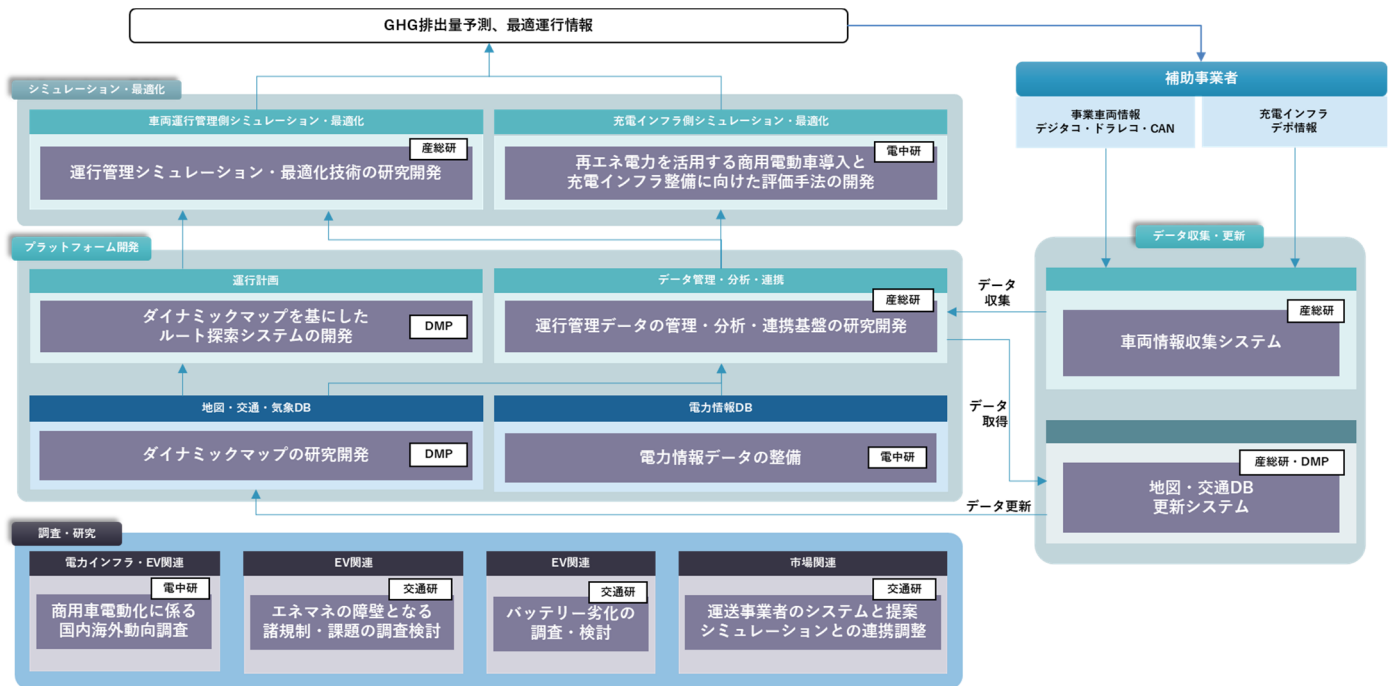 GHG排出量予測、最適運行情報
補助事業者
事業車両情報
デジタコ・ドラレコ・CAN
充電インフラ
デポ情報
シミュレーション・最適化
車両運行管理側シミュレーション・最適化
産総研
運行管理シミュレーション・最適化技術の研究開発
充電インフラ側シミュレーション・最適化
電中研
再エネ電力を活用する商用電動車導入と
充電インフラ整備に向けた評価手法の開発
プラットフォーム開発
運行計画
ダイナミックマップを基にした
ルート探索システムの開発
DMP
データ管理・分析・連携
産総研
運行管理データの管理・分析・連携基盤の研究開発
地図・交通・気象DB
ダイナミックマップの研究開発
DMP
電力情報DB
電力情報データの整備
電中研
データ
収集
データ
取得
データ更新
データ収集・更新
産総研
車両情報収集システム
産総研・DMP
地図・交通DB
更新システム
調査・研究
電力インフラ・EV関連
電中研
商用車電動化に係る
国内海外動向調査
EV関連
交通研
エネマネの障壁となる
諸規制・課題の調査検討
EV関連
交通研
バッテリー劣化の
調査・検討
市場関連
交通研
運送事業者のシステムと提案
シミュレーションとの連携調整